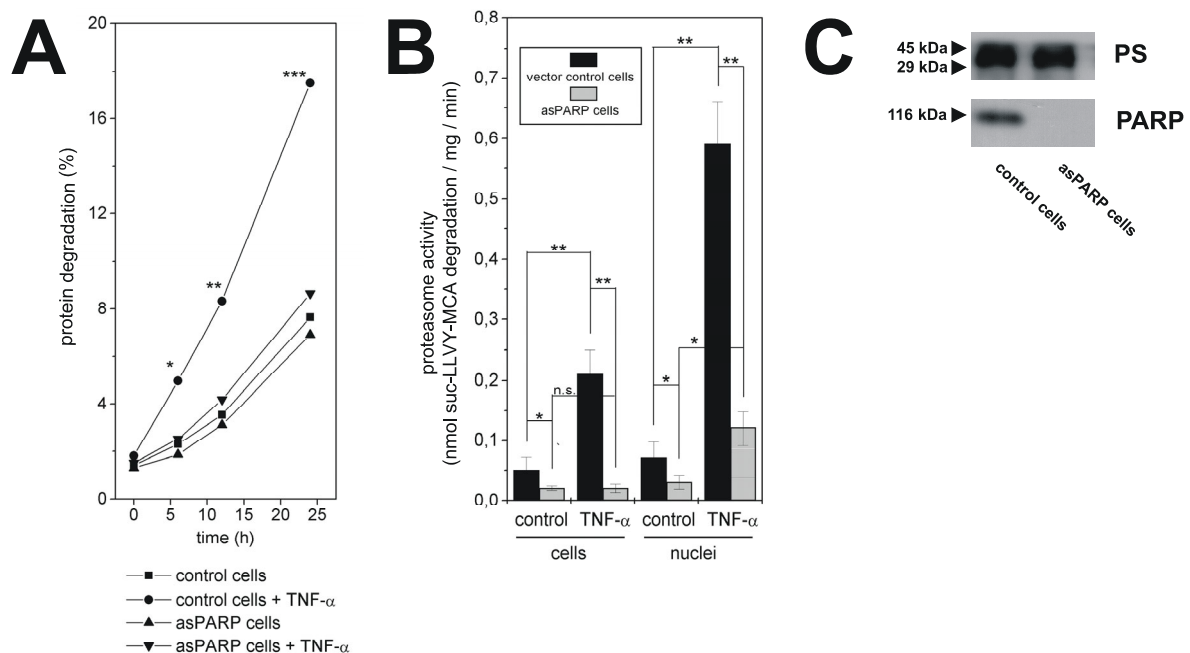 A
20
16
12
8
4
0
protein degradation (%)
*
**
***
0 5 10 15 20 25
time (h)
control cells
control cells + TNF-α
asPARP cells
asPARP cells + TNF-α
B
0,8
0,7
0,6
0,5
0,4
0,3
0,2
0,1
0,0
proteasome activity
(nmol suc-LLVY-MCA degradation / mg / min)
vector control cells
asPARP cells
**
**
**
**
*
n.s.
*
*
control TNF-α control TNF-α
cells nuclei
C
45 kDa
29 kDa
PS
116 kDa
PARP
control cells
asPARP cells